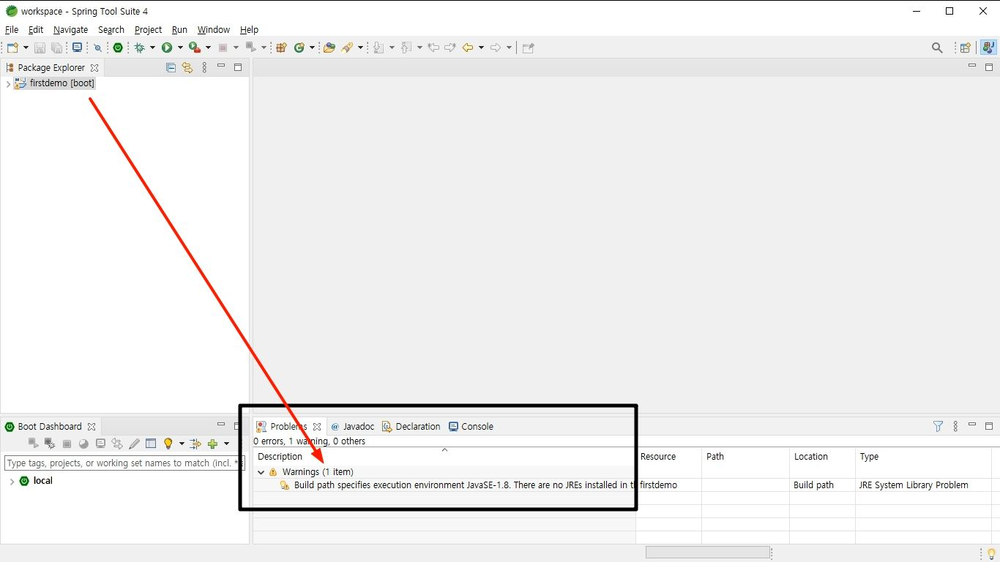 workspace - Spring Tool Suite 4
File Edit Navigate Search Project Run Window Help
Package Explorer
firstdemo [boot]
Boot Dashboard
Type tags, projects, or working set names to match (incl. *
local
Problems @ Javadoc Declaration Console
0 errors, 1 warning, 0 others
Description Resource Path Location Type
Warnings (1 item)
Build path specifies execution environment JavaSE-1.8. There are no JREs installed in firstdemo Build path JRE System Library Problem